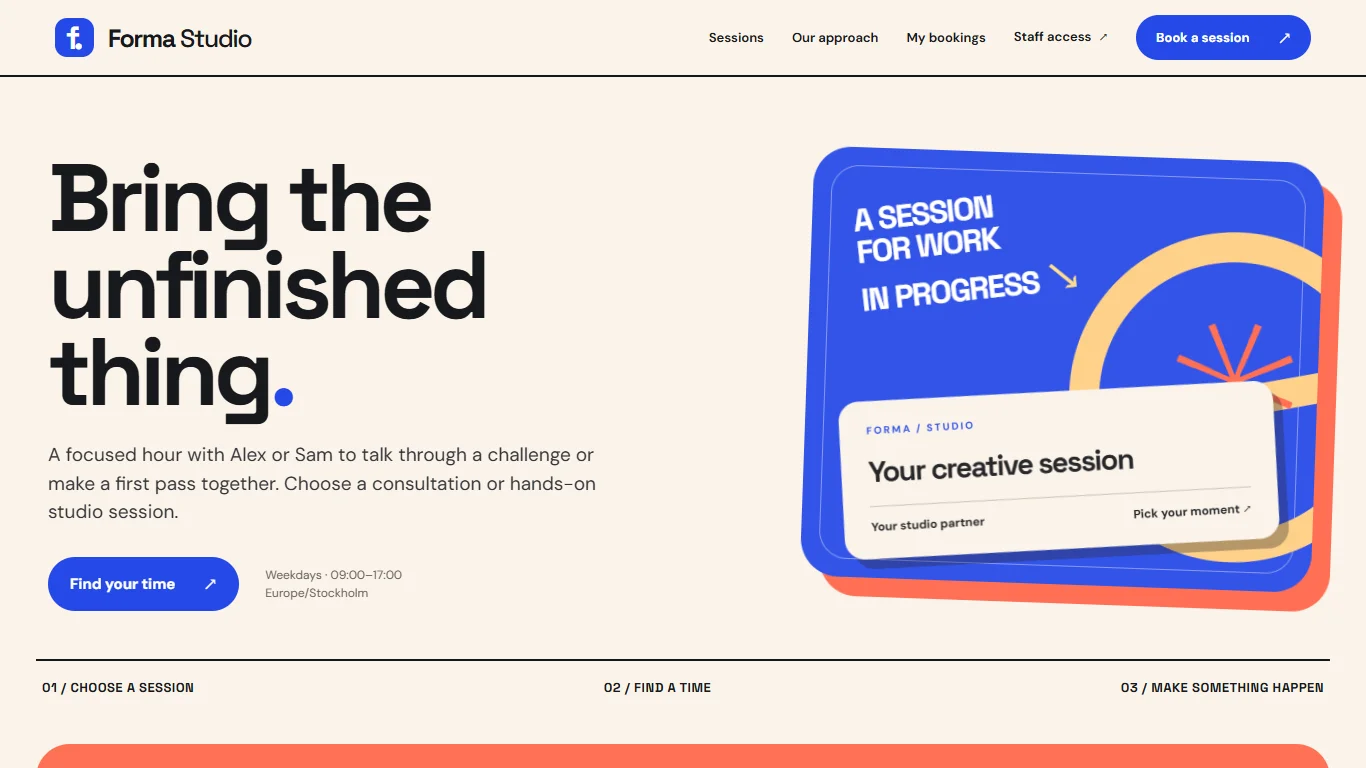 f.
Forma Studio
Sessions
Our approach
My bookings
Staff access ↗
Book a session ↗
Bring the
unfinished
thing.
A focused hour with Alex or Sam to talk through a challenge or
make a first pass together. Choose a consultation or hands-on
studio session.
Find your time ↗
Weekdays · 09:00–17:00
Europe/Stockholm
A SESSION
FOR WORK
IN PROGRESS ↘
FORMA / STUDIO
Your creative session
Your studio partner
Pick your moment ↗
01 / CHOOSE A SESSION
02 / FIND A TIME
03 / MAKE SOMETHING HAPPEN